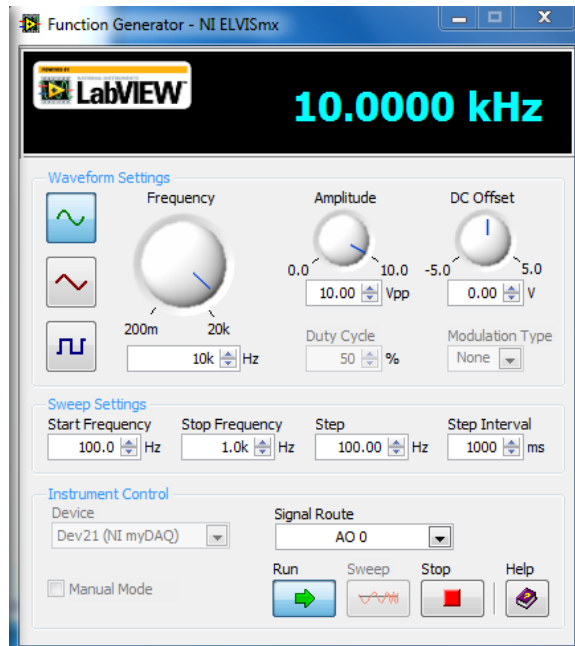 Function Generator - NI ELVISmx
POWERED BY
LabVIEW™
10.0000 kHz
Waveform Settings
Frequency
Amplitude
DC Offset
0.0 10.0 -5.0 5.0
10.00 Vpp 0.00 V
200m 20k
10k Hz
Duty Cycle
Modulation Type
50 %
None
Sweep Settings
Start Frequency Stop Frequency Step Step Interval
100.0 Hz 1.0k Hz 100.00 Hz 1000 ms
Instrument Control
Device
Signal Route
Dev21 (NI myDAQ)
AO 0
Run Sweep Stop Help
Manual Mode